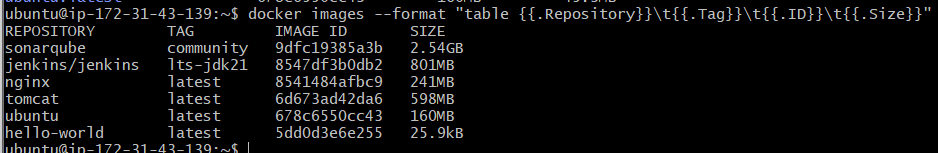 ubuntu@ip-172-31-43-139:~$ docker images --format "table {{.Repository}}\t{{.Tag}}\t{{.ID}}\t{{.Size}}"
REPOSITORY TAG IMAGE ID SIZE
sonarqube community 9dfc19385a3b 2.54GB
jenkins/jenkins lts-jdk21 8547df3b0db2 801MB
nginx latest 8541484afbc9 241MB
tomcat latest 6d673ad42da6 598MB
ubuntu latest 678c6550cc43 160MB
hello-world latest 5dd0d3e6e255 25.9kB
ubuntu@ip-172-31-43-139:~$